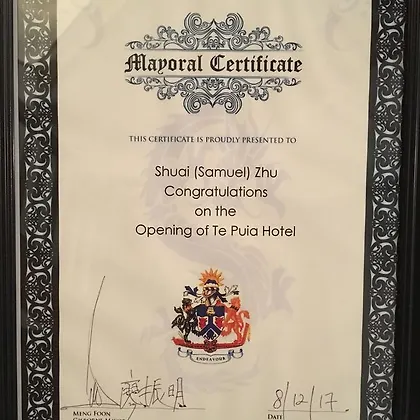 Mayoral Certificate
THIS CERTIFICATE IS PROUDLY PRESENTED TO
Shuai (Samuel) Zhu
Congratulations
on the
Opening of Te Puia Hotel
ENDEAVOUR
廖振明
8/12/17
MENG FOON
DATE